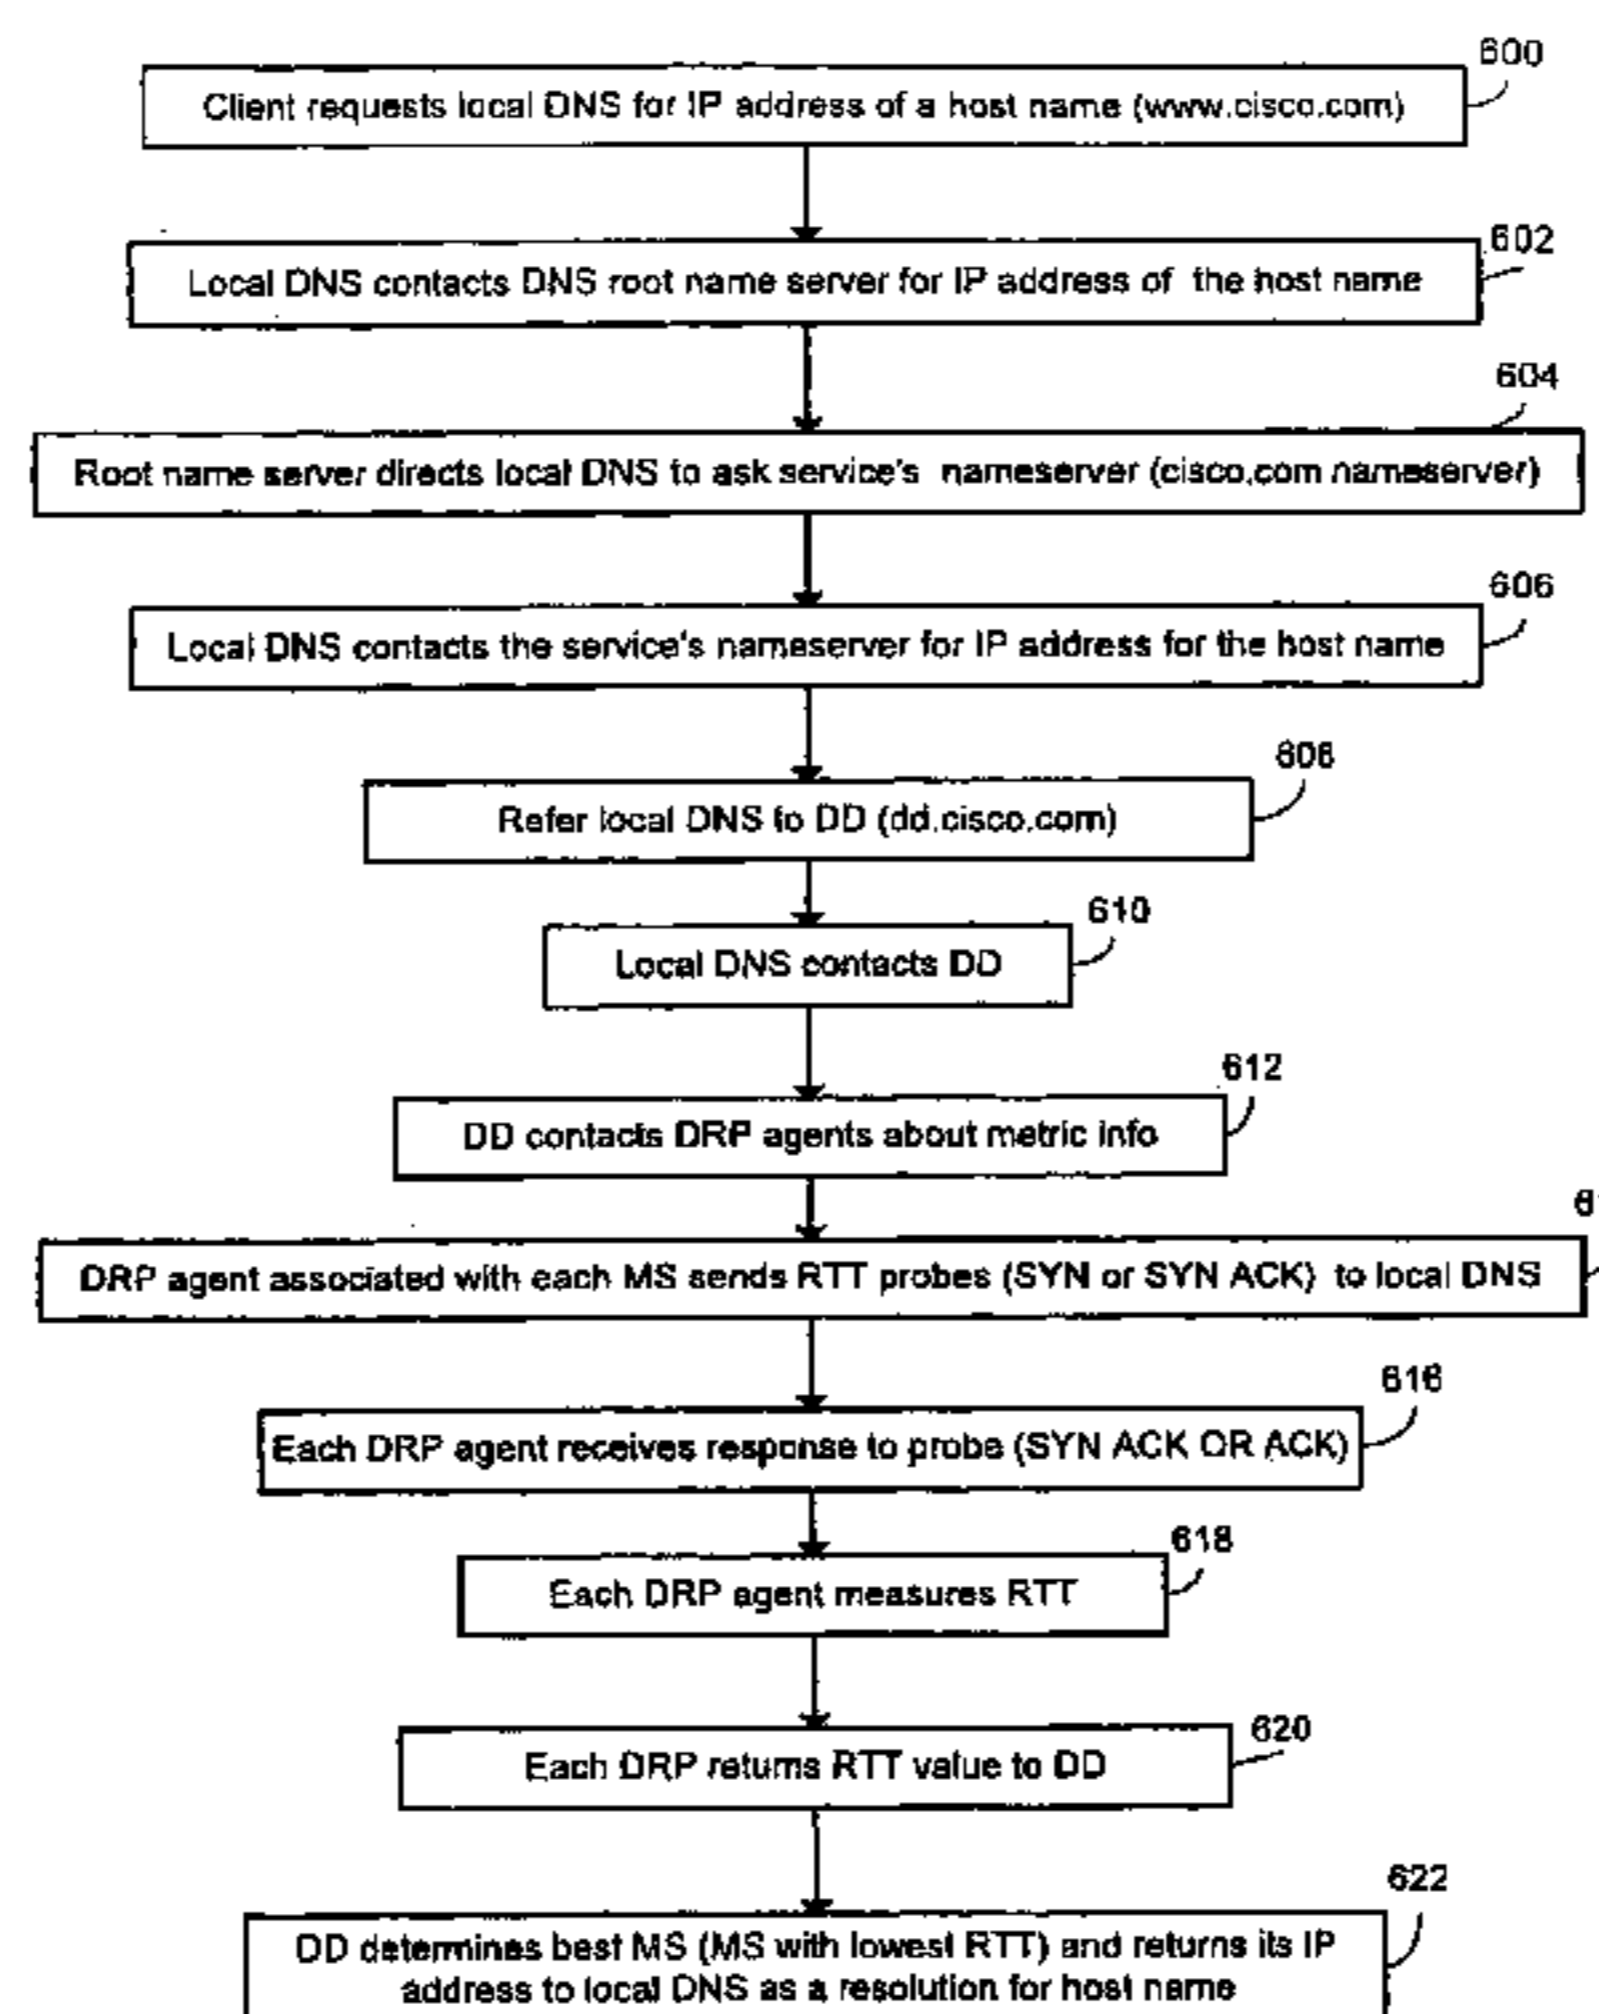 600
Client requests local DNS for IP address of a host name (www.cisco.com)
602
Local DNS contacts DNS root name server for IP address of the host name
604
Root name server directs local DNS to ask service's nameserver (cisco.com nameserver)
606
Local DNS contacts the service's nameserver for IP address for the host name
608
Refer local DNS to DD (dd.cisco.com)
610
Local DNS contacts DD
612
DD contacts DRP agents about metric info
DRP agent associated with each MS sends RTT probes (SYN or SYN ACK) to local DNS
616
Each DRP agent receives response to probe (SYN ACK OR ACK)
618
Each DRP agent measures RTT
620
Each DRP returns RTT value to DD
622
DD determines best MS (MS with lowest RTT) and returns its IP
address to local DNS as a resolution for host name